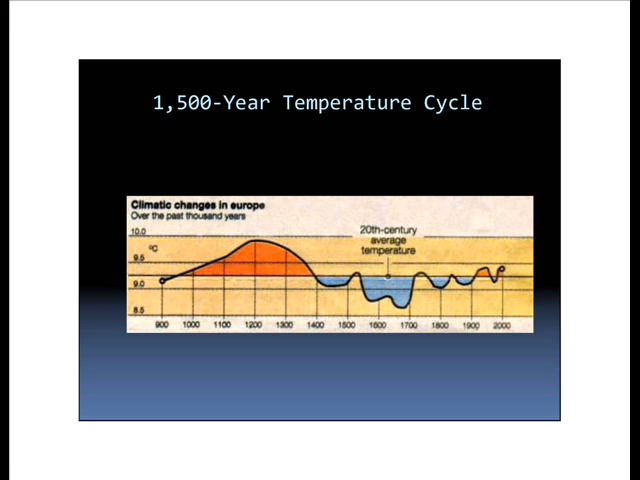 1,500-Year Temperature Cycle
Climatic changes in europe
Over the past thousand years
20th-century
average
temperature
10.0
°C
9.5
9.0
8.5
900 1000 1100 1200 1300 1400 1500 1600 1700 1800 1900 2000